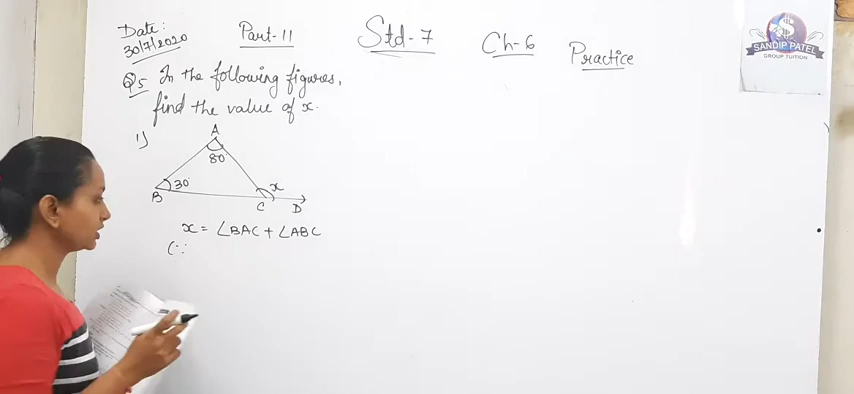 Date:
30/7/2020
Part-11
Std-7
Ch-6
Practice
SANDIP PATEL
GROUP TUITION
Q5 In the following figures,
find the value of x.
1)
A
80°
30°
x
B
C
D
x = ∠BAC + ∠ABC
(∵